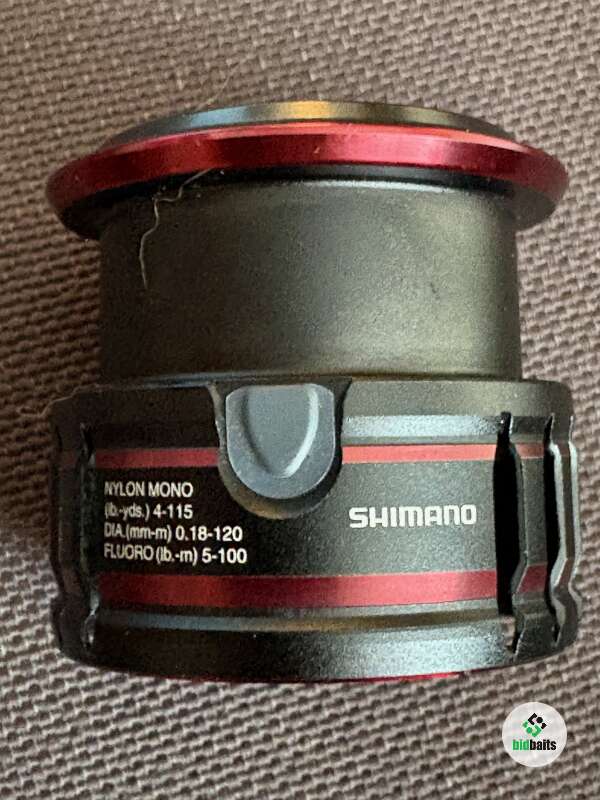 NYLON MONO
(lb.-yds.) 4-115
DIA.(mm-m) 0.18-120
FLUORO (lb.-m) 5-100
SHIMANO
bidbaits